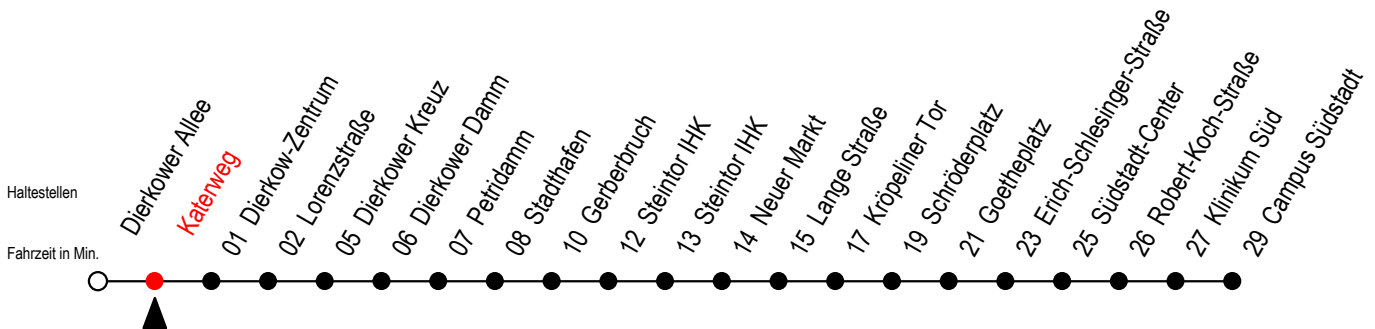 Haltestellen
Fahrzeit in Min.
Dierkower Allee
Katerweg
01 Dierkow-Zentrum
02 Lorenzstraße
05 Dierkower Kreuz
06 Dierkower Damm
07 Petridamm
08 Stadthafen
10 Gerberbruch
12 Steintor IHK
13 Steintor IHK
14 Neuer Markt
15 Lange Straße
17 Kröpeliner Tor
19 Schröderplatz
21 Goetheplatz
23 Erich-Schlesinger-Straße
25 Südstadt-Center
26 Robert-Koch-Straße
27 Klinikum Süd
29 Campus Südstadt